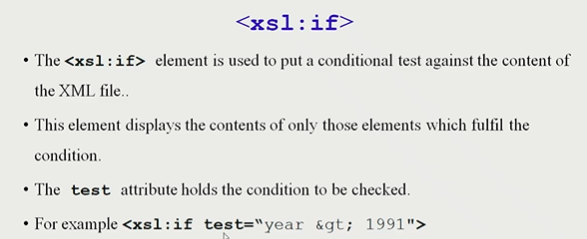 <xsl:if>
• The <xsl:if> element is used to put a conditional test against the content of
the XML file..
• This element displays the contents of only those elements which fulfil the
condition.
• The test attribute holds the condition to be checked.
• For example <xsl:if test=“year &gt; 1991">